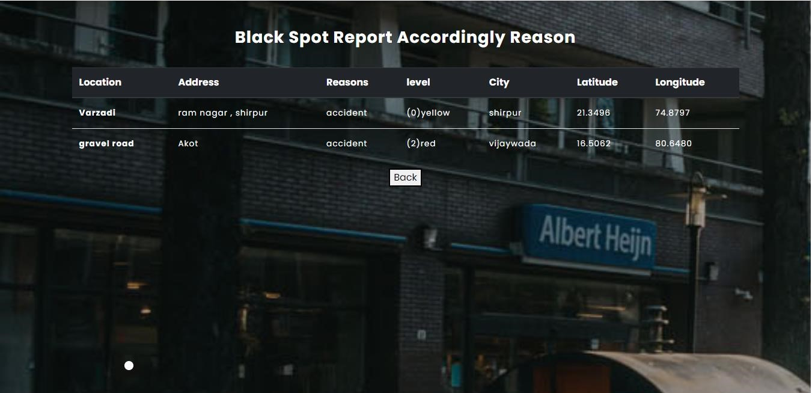 Black Spot Report Accordingly Reason
Location Address Reasons level City Latitude Longitude
Varzadi ram nagar , shirpur accident (0)yellow shirpur 21.3496 74.8797
gravel road Akot accident (2)red vijaywada 16.5062 80.6480
Back
Albert Heijn